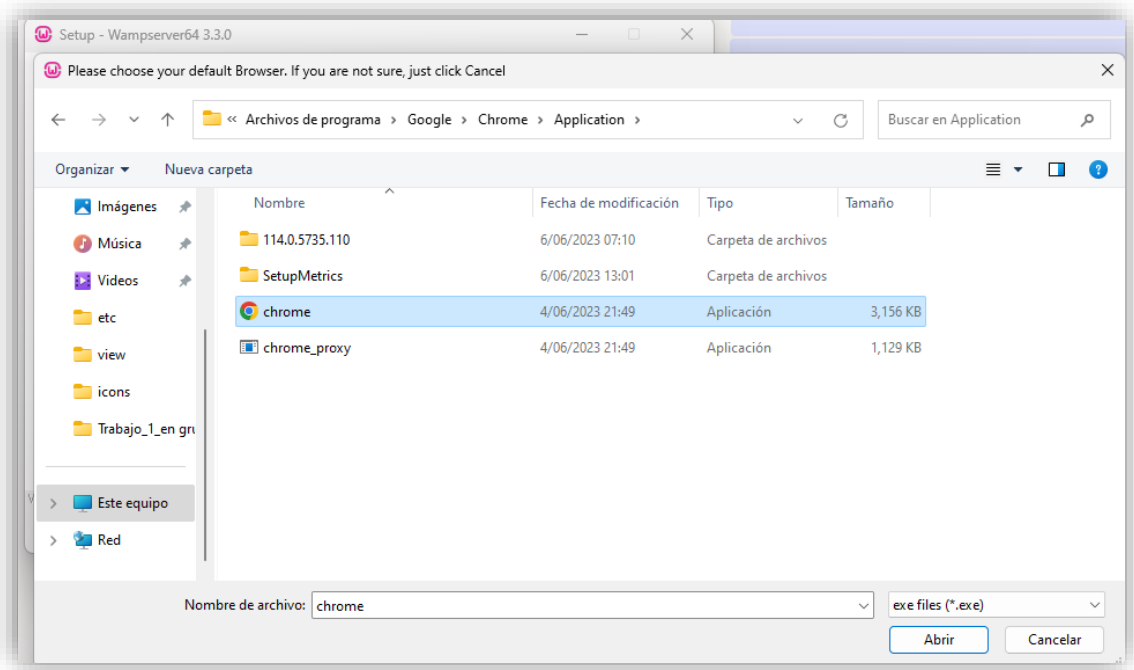 Setup - Wampserver64 3.3.0
Please choose your default Browser. If you are not sure, just click Cancel
« Archivos de programa > Google > Chrome > Application >
Buscar en Application
Organizar
Nueva carpeta
Nombre
Fecha de modificación
Tipo
Tamaño
Imágenes
Música
Videos
etc
view
icons
Trabajo_1_en gru
Este equipo
Red
114.0.5735.110
6/06/2023 07:10
Carpeta de archivos
SetupMetrics
6/06/2023 13:01
Carpeta de archivos
chrome
4/06/2023 21:49
Aplicación
3,156 KB
chrome_proxy
4/06/2023 21:49
Aplicación
1,129 KB
Nombre de archivo:
chrome
exe files (*.exe)
Abrir
Cancelar